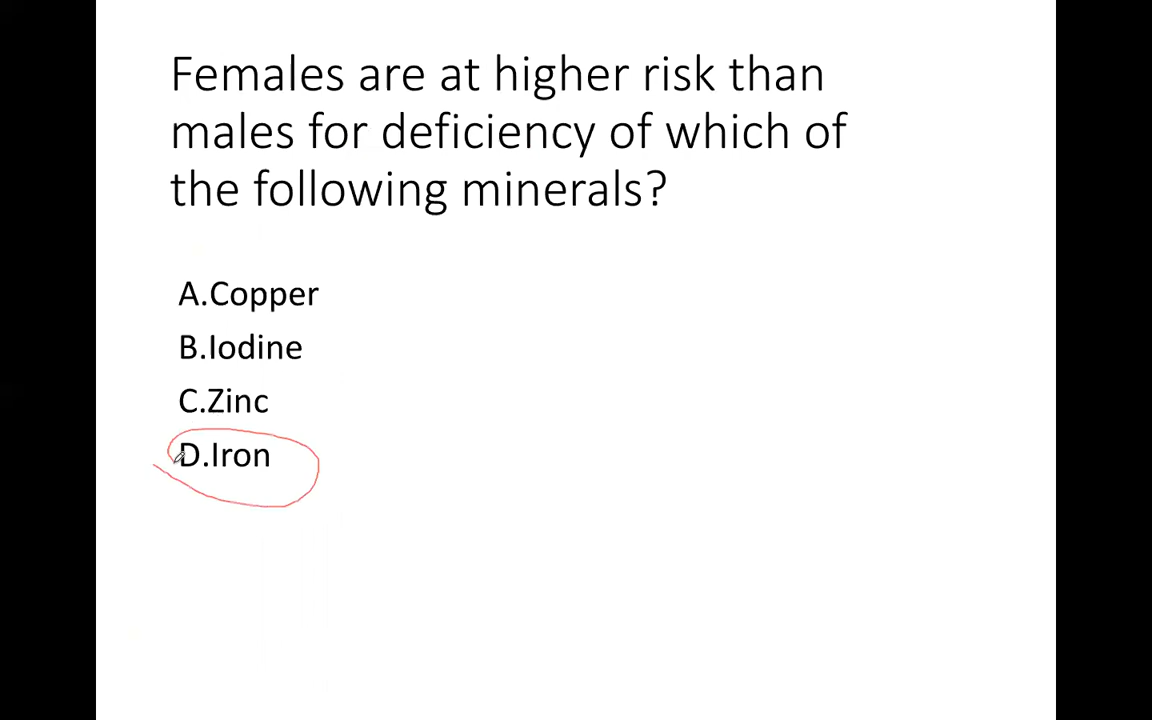 Females are at higher risk than
males for deficiency of which of
the following minerals?
A.Copper
B.Iodine
C.Zinc
D.Iron